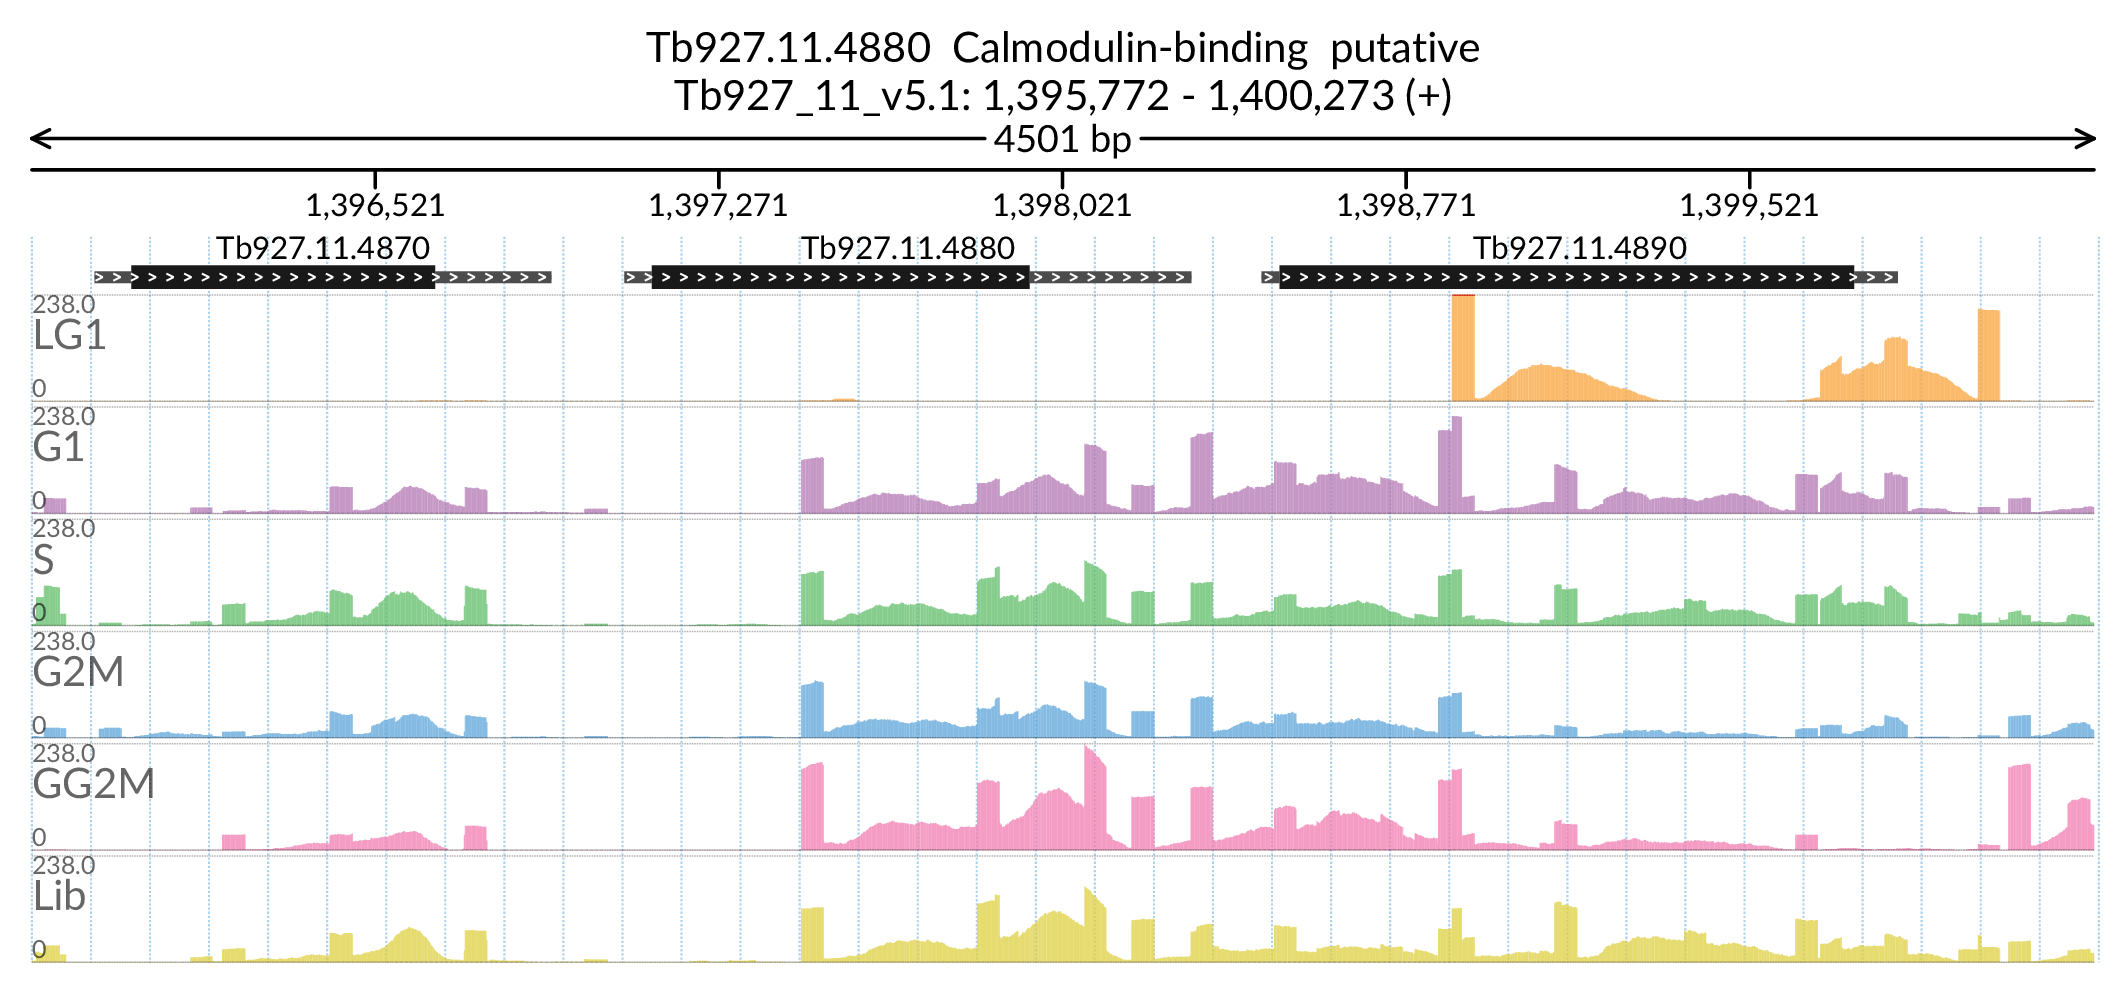 Tb927.11.4880 Calmodulin-binding putative
Tb927_11_v5.1: 1,395,772 - 1,400,273 (+)
4501 bp
1,396,521 1,397,271 1,398,021 1,398,771 1,399,521
Tb927.11.4870 Tb927.11.4880 Tb927.11.4890
238.0
LG1
0
238.0
G1
0
238.0
S
0
238.0
G2M
0
238.0
GG2M
0
238.0
Lib
0